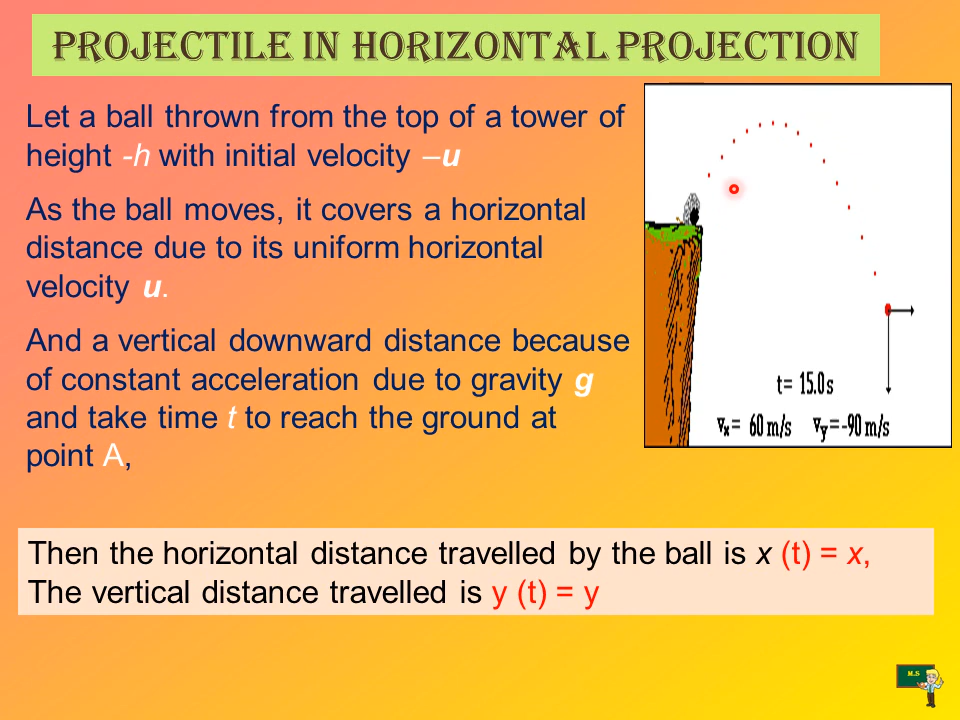 PROJECTILE IN HORIZONTAL PROJECTION
Let a ball thrown from the top of a tower of
height -h with initial velocity –u
As the ball moves, it covers a horizontal
distance due to its uniform horizontal
velocity u.
And a vertical downward distance because
of constant acceleration due to gravity g
and take time t to reach the ground at
point A,
t= 15.0 s
vx= 60 m/s vy=-90 m/s
Then the horizontal distance travelled by the ball is x (t) = x,
The vertical distance travelled is y (t) = y
M.S